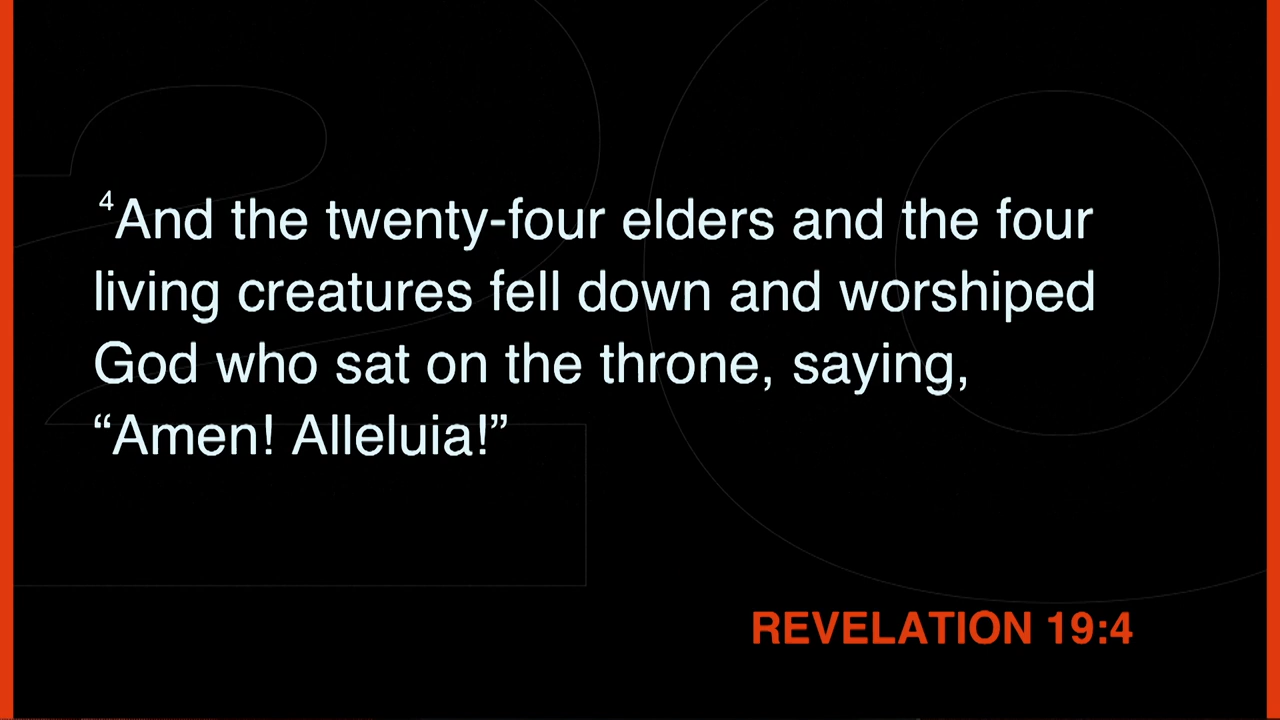 4And the twenty-four elders and the four
living creatures fell down and worshiped
God who sat on the throne, saying,
“Amen! Alleluia!”
REVELATION 19:4
20